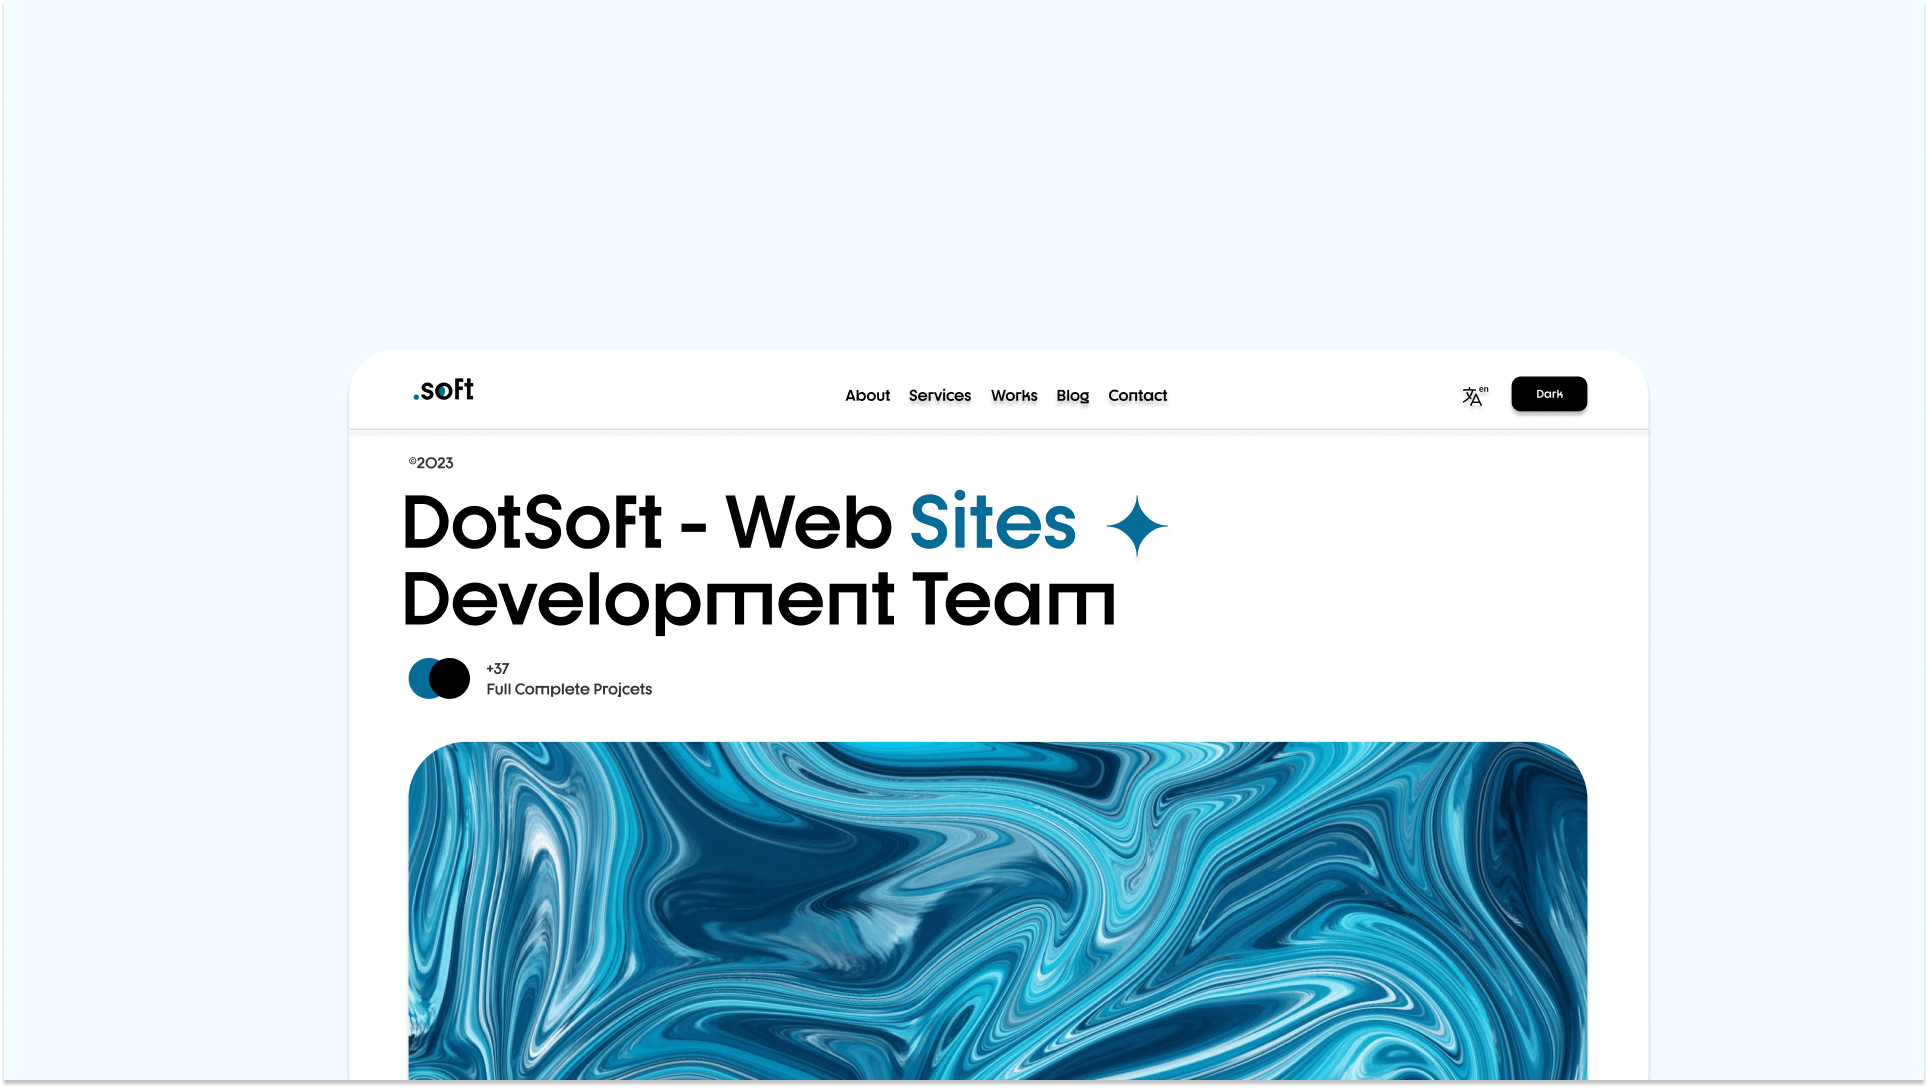 .soft
About Services Works Blog Contact
en
Dark
©2023
DotSoft - Web Sites
Development Team
+37
Full Complete Projcets